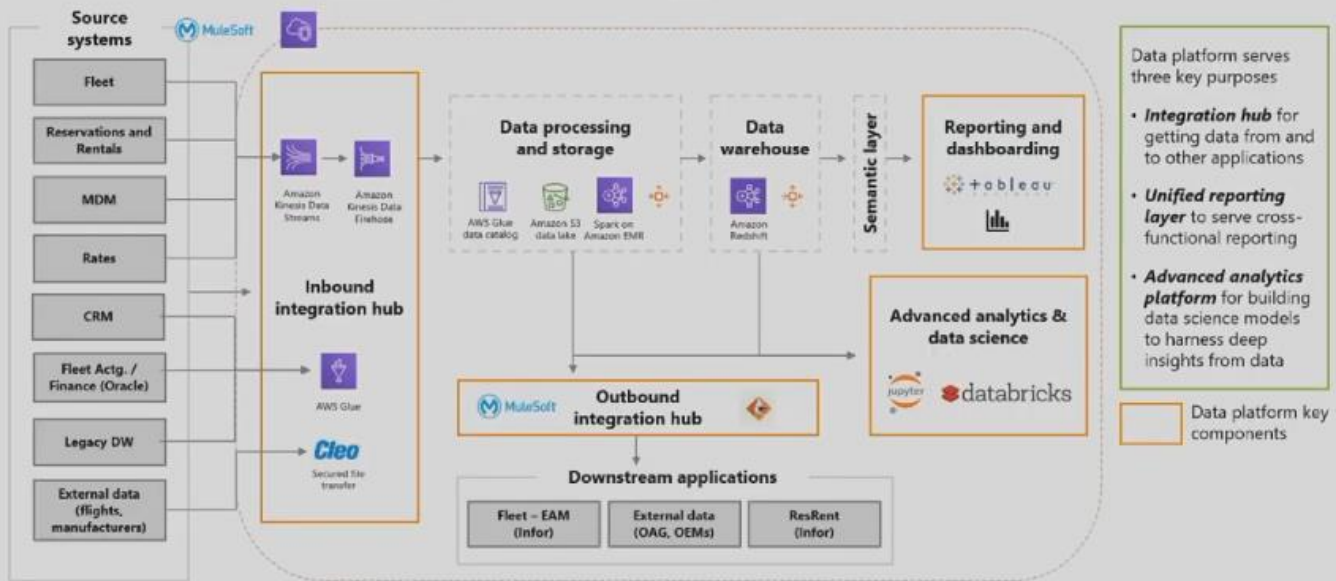 Source
systems
MuleSoft
Fleet
Reservations and
Rentals
MDM
Rates
CRM
Fleet Actg. /
Finance (Oracle)
Legacy DW
External data
(flights,
manufacturers)
Amazon
Kinesis Data
Streams
Amazon
Kinesis Data
Firehose
Inbound
integration hub
AWS Glue
Cleo
Secured file
transfer
Data processing
and storage
AWS Glue
data catalog
Amazon S3
data lake
Spark on
Amazon EMR
Data
warehouse
Amazon
Redshift
Semantic layer
Reporting and
dashboarding
+ableau
Advanced analytics &
data science
jupyter
databricks
MuleSoft
Outbound
integration hub
Downstream applications
Fleet – EAM
(Infor)
External data
(OAG, OEMs)
ResRent
(Infor)
Data platform serves
three key purposes
• Integration hub for
getting data from and
to other applications
• Unified reporting
layer to serve cross-
functional reporting
• Advanced analytics
platform for building
data science models
to harness deep
insights from data
Data platform key
components